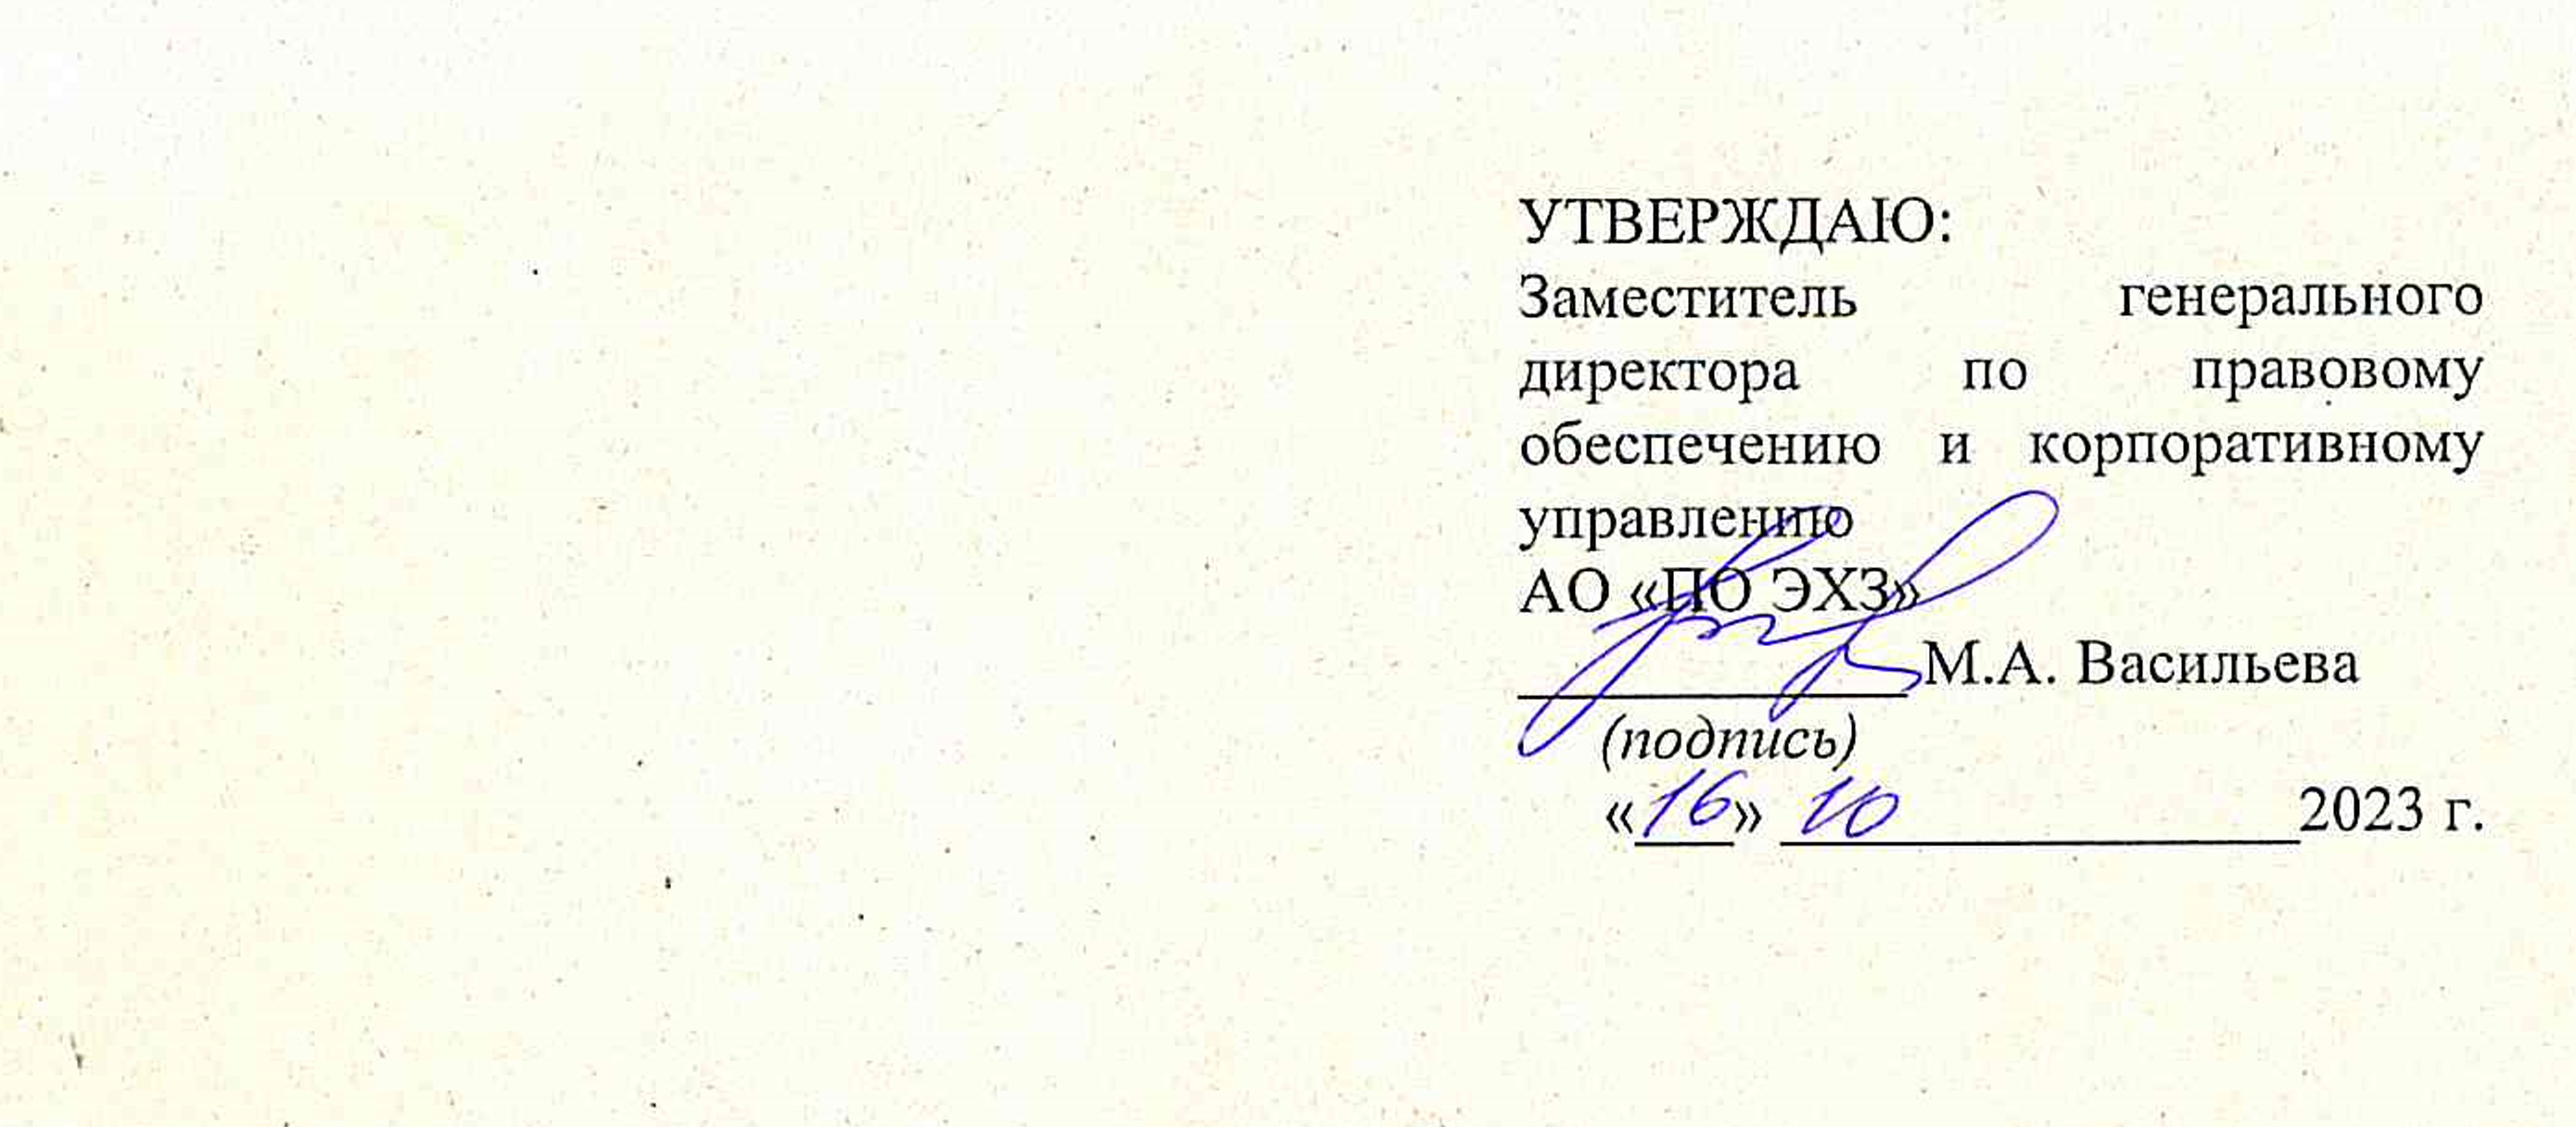 УТВЕРЖДАЮ:
Заместитель генерального
директора по правовому
обеспечению и корпоративному
управлению
АО «ПО ЭХЗ»
М.А. Васильева
(подпись)
«16» 10 2023 г.